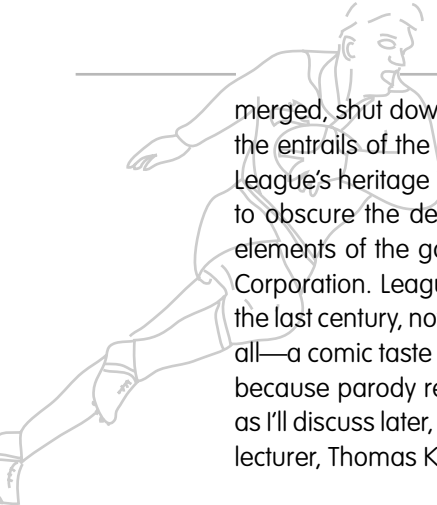 merged, shut dow
the entrails of the
League's heritage
to obscure the de
elements of the ga
Corporation. Leagu
the last century, no
all—a comic taste
because parody re
as I'll discuss later,
lecturer, Thomas K